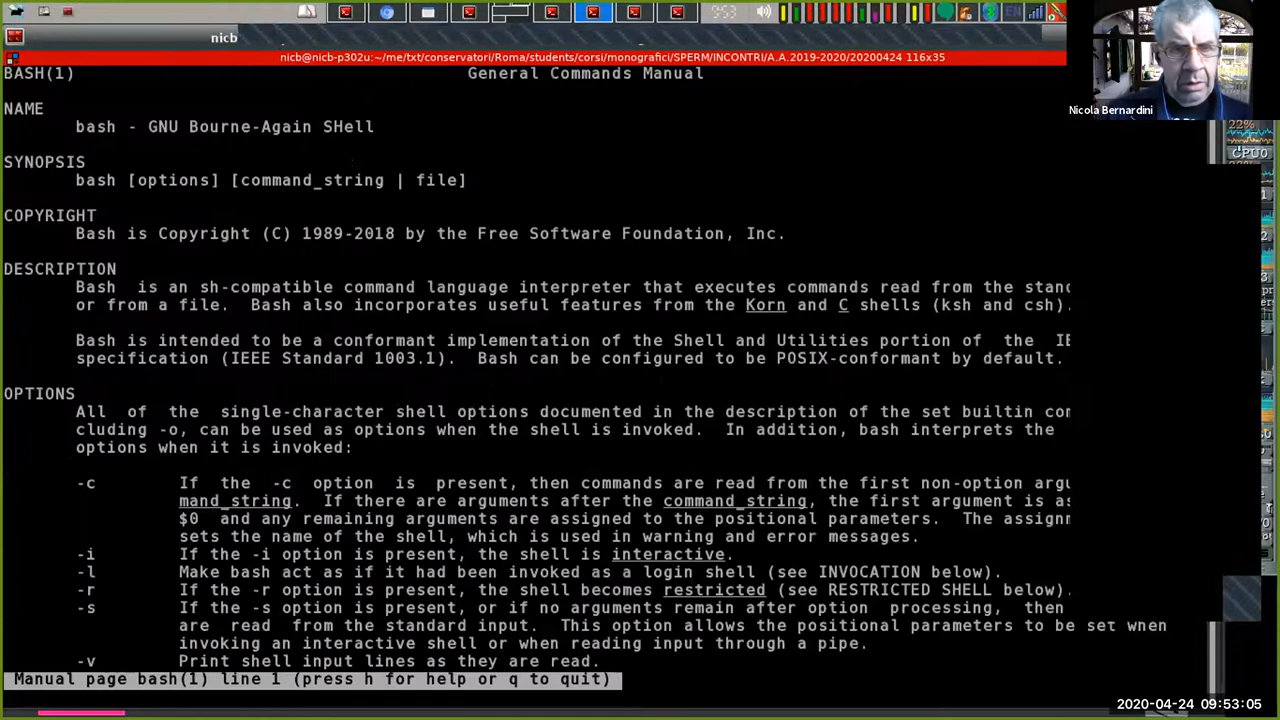 9:53
EN
nicb
nicb@nicb-p302u:~/me/txt/conservatori/Roma/students/corsi/monografici/SPERM/INCONTRI/A.A.2019-2020/20200424 116x35
Nicola Bernardini
BASH(1) General Commands Manual
22%
CPU0
NAME
bash - GNU Bourne-Again SHell
SYNOPSIS
bash [options] [command_string | file]
COPYRIGHT
Bash is Copyright (C) 1989-2018 by the Free Software Foundation, Inc.
DESCRIPTION
Bash is an sh-compatible command language interpreter that executes commands read from the stand
or from a file. Bash also incorporates useful features from the Korn and C shells (ksh and csh).
Bash is intended to be a conformant implementation of the Shell and Utilities portion of the IE
specification (IEEE Standard 1003.1). Bash can be configured to be POSIX-conformant by default.
OPTIONS
All of the single-character shell options documented in the description of the set builtin com
cluding -o, can be used as options when the shell is invoked. In addition, bash interprets the
options when it is invoked:
-c If the -c option is present, then commands are read from the first non-option argu
mand_string. If there are arguments after the command_string, the first argument is as
$0 and any remaining arguments are assigned to the positional parameters. The assignm
sets the name of the shell, which is used in warning and error messages.
-i If the -i option is present, the shell is interactive.
-l Make bash act as if it had been invoked as a login shell (see INVOCATION below).
-r If the -r option is present, the shell becomes restricted (see RESTRICTED SHELL below).
-s If the -s option is present, or if no arguments remain after option processing, then
are read from the standard input. This option allows the positional parameters to be set when
invoking an interactive shell or when reading input through a pipe.
-v Print shell input lines as they are read.
Manual page bash(1) line 1 (press h for help or q to quit)
2020-04-24 09:53:05